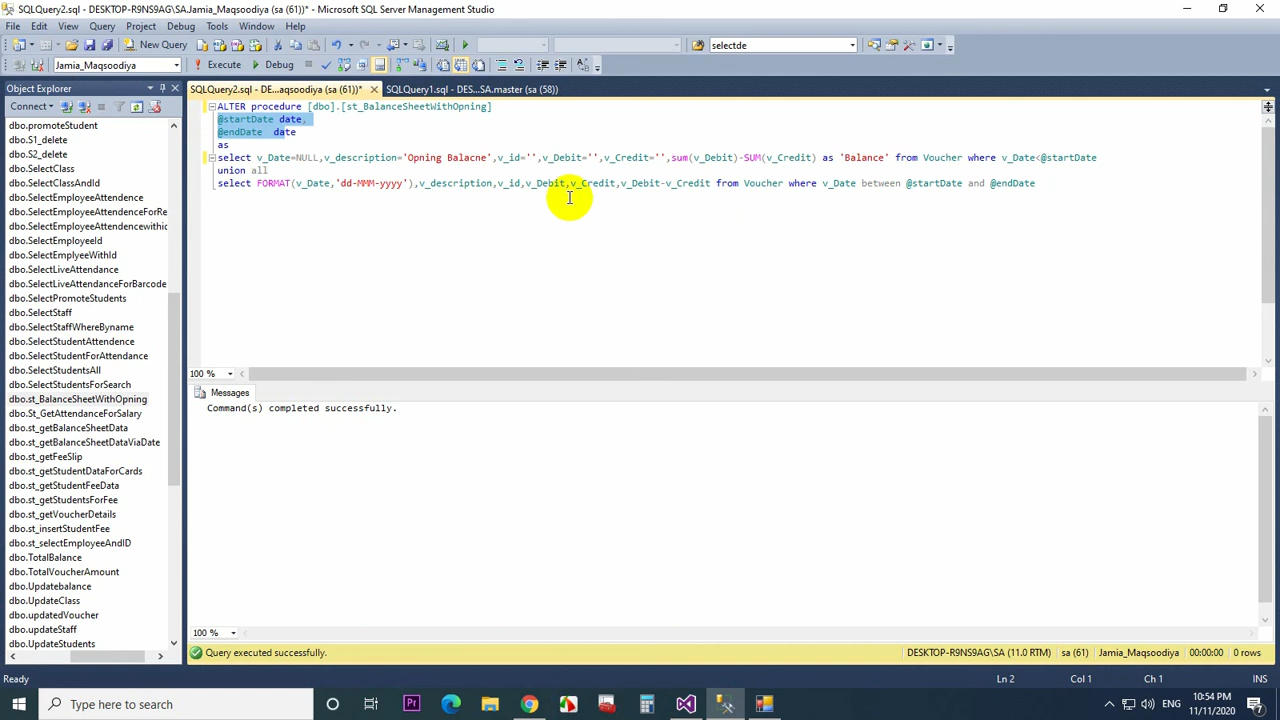 SQLQuery2.sql - DESKTOP-R9NS9AG\SA.Jamia_Maqsoodiya (sa (61))* - Microsoft SQL Server Management Studio
File Edit View Query Project Debug Tools Window Help
New Query
selectde
Jamia_Maqsoodiya
Execute
Debug
Object Explorer
SQLQuery2.sql - DE...aqsoodiya (sa (61))*
SQLQuery1.sql - DES...SA.master (sa (58))
Connect
dbo.promoteStudent
dbo.S1_delete
dbo.S2_delete
dbo.SelectClass
dbo.SelectClassAndId
dbo.SelectEmployeeAttendence
dbo.SelectEmployeeAttendenceForRe
dbo.SelectEmployeeAttendencewithic
dbo.SelectEmployeeId
dbo.SelectEmplyeeWithId
dbo.SelectLiveAttendance
dbo.SelectLiveAttendanceForBarcode
dbo.SelectPromoteStudents
dbo.SelectStaff
dbo.SelectStaffWhereByname
dbo.SelectStudentAttendence
dbo.SelectStudentForAttendance
dbo.SelectStudentsAll
dbo.SelectStudentsForSearch
dbo.st_BalanceSheetWithOpning
dbo.St_GetAttendanceForSalary
dbo.st_getBalanceSheetData
dbo.st_getBalanceSheetDataViaDate
dbo.st_getFeeSlip
dbo.st_getStudentDataForCards
dbo.st_getStudentFeeData
dbo.st_getStudentsForFee
dbo.st_getVoucherDetails
dbo.st_insertStudentFee
dbo.st_selectEmployeeAndID
dbo.TotalBalance
dbo.TotalVoucherAmount
dbo.Updatebalance
dbo.UpdateClass
dbo.updatedVoucher
dbo.updateStaff
dbo.UpdateStudents
ALTER procedure [dbo].[st_BalanceSheetWithOpning]
@startDate date,
@endDate  date
as
select v_Date=NULL,v_description='Opning Balacne',v_id='',v_Debit='',v_Credit='',sum(v_Debit)-SUM(v_Credit) as 'Balance' from Voucher where v_Date<@startDate
union all
select FORMAT(v_Date,'dd-MMM-yyyy'),v_description,v_id,v_Debit,v_Credit,v_Debit-v_Credit from Voucher where v_Date between @startDate and @endDate
100 %
Messages
Command(s) completed successfully.
100 %
Query executed successfully.
DESKTOP-R9NS9AG\SA (11.0 RTM)
sa (61)
Jamia_Maqsoodiya
00:00:00
0 rows
Ready
Ln 2
Col 1
Ch 1
INS
Type here to search
Pr
ENG
10:54 PM
11/11/2020